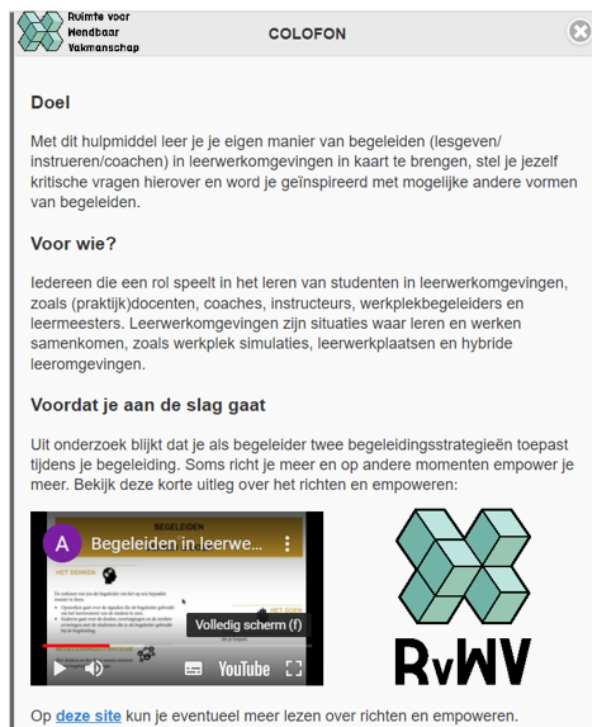 Ruimte voor
Wendbaar
Vakmanschap
COLOFON
Doel
Met dit hulpmiddel leer je je eigen manier van begeleiden (lesgeven/
instrueren/coachen) in leerwerkomgevingen in kaart te brengen, stel je jezelf
kritische vragen hierover en word je geïnspireerd met mogelijke andere vormen
van begeleiden.
Voor wie?
Iedereen die een rol speelt in het leren van studenten in leerwerkomgevingen,
zoals (praktijk)docenten, coaches, instructeurs, werkplekbegeleiders en
leermeesters. Leerwerkomgevingen zijn situaties waar leren en werken
samenkomen, zoals werkplek simulaties, leerwerkplaatsen en hybride
leeromgevingen.
Voordat je aan de slag gaat
Uit onderzoek blijkt dat je als begeleider twee begeleidingsstrategieën toepast
tijdens je begeleiding. Soms richt je meer en op andere momenten empower je
meer. Bekijk deze korte uitleg over het richten en empoweren:
BEGELEIDEN
A Begeleiden in leerwe...
HET DENKEN
HET DOEN
Volledig scherm (f)
YouTube
RvWV
Op deze site kun je eventueel meer lezen over richten en empoweren.